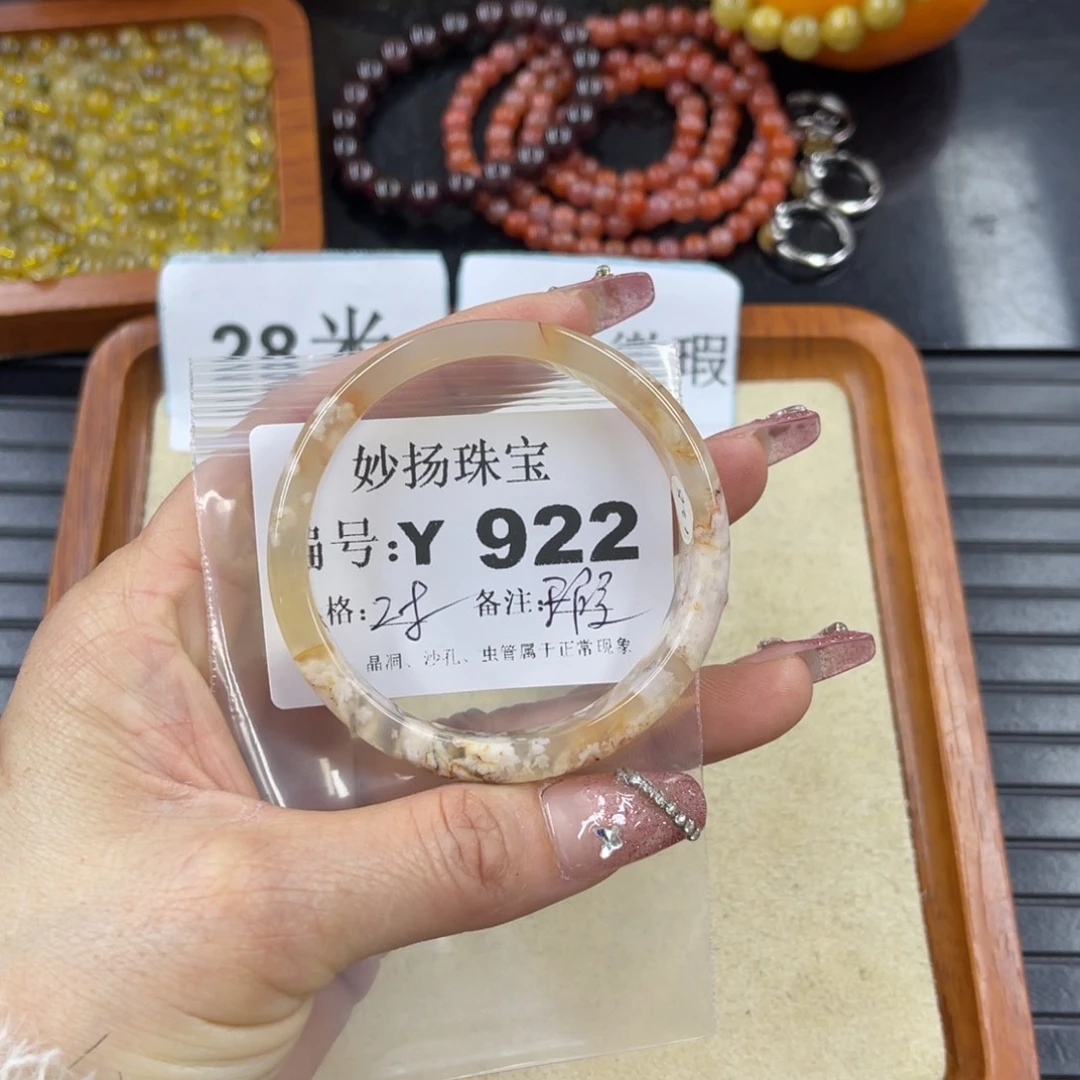 28米
瑕
妙扬珠宝
编号:Y 922
格:28 备注:瑕
晶洞、沙孔、虫管属于正常现象